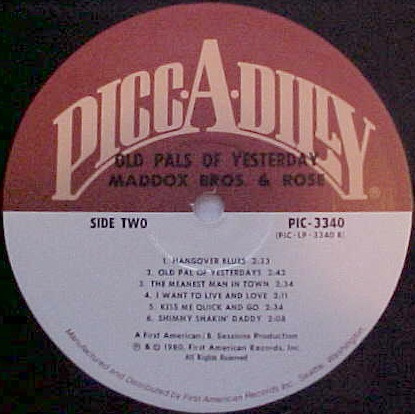 PICC·A·DILLY®
OLD PALS OF YESTERDAY
MADDOX BROS. & ROSE
SIDE TWO
PIC-3340
(PIC-LP-3340 B)
1. HANGOVER BLUES 2:33
2. OLD PAL OF YESTERDAYS 2:42
3. THE MEANEST MAN IN TOWN 2:34
4. I WANT TO LIVE AND LOVE 2:11
5. KISS ME QUICK AND GO 2:34
6. SHIMMY SHAKIN' DADDY 2:08
A First American / B. Sessions Production
℗ & © 1980, First American Records, Inc.
All Rights Reserved
Manufactured and Distributed by First American Records Inc. Seattle, Washington